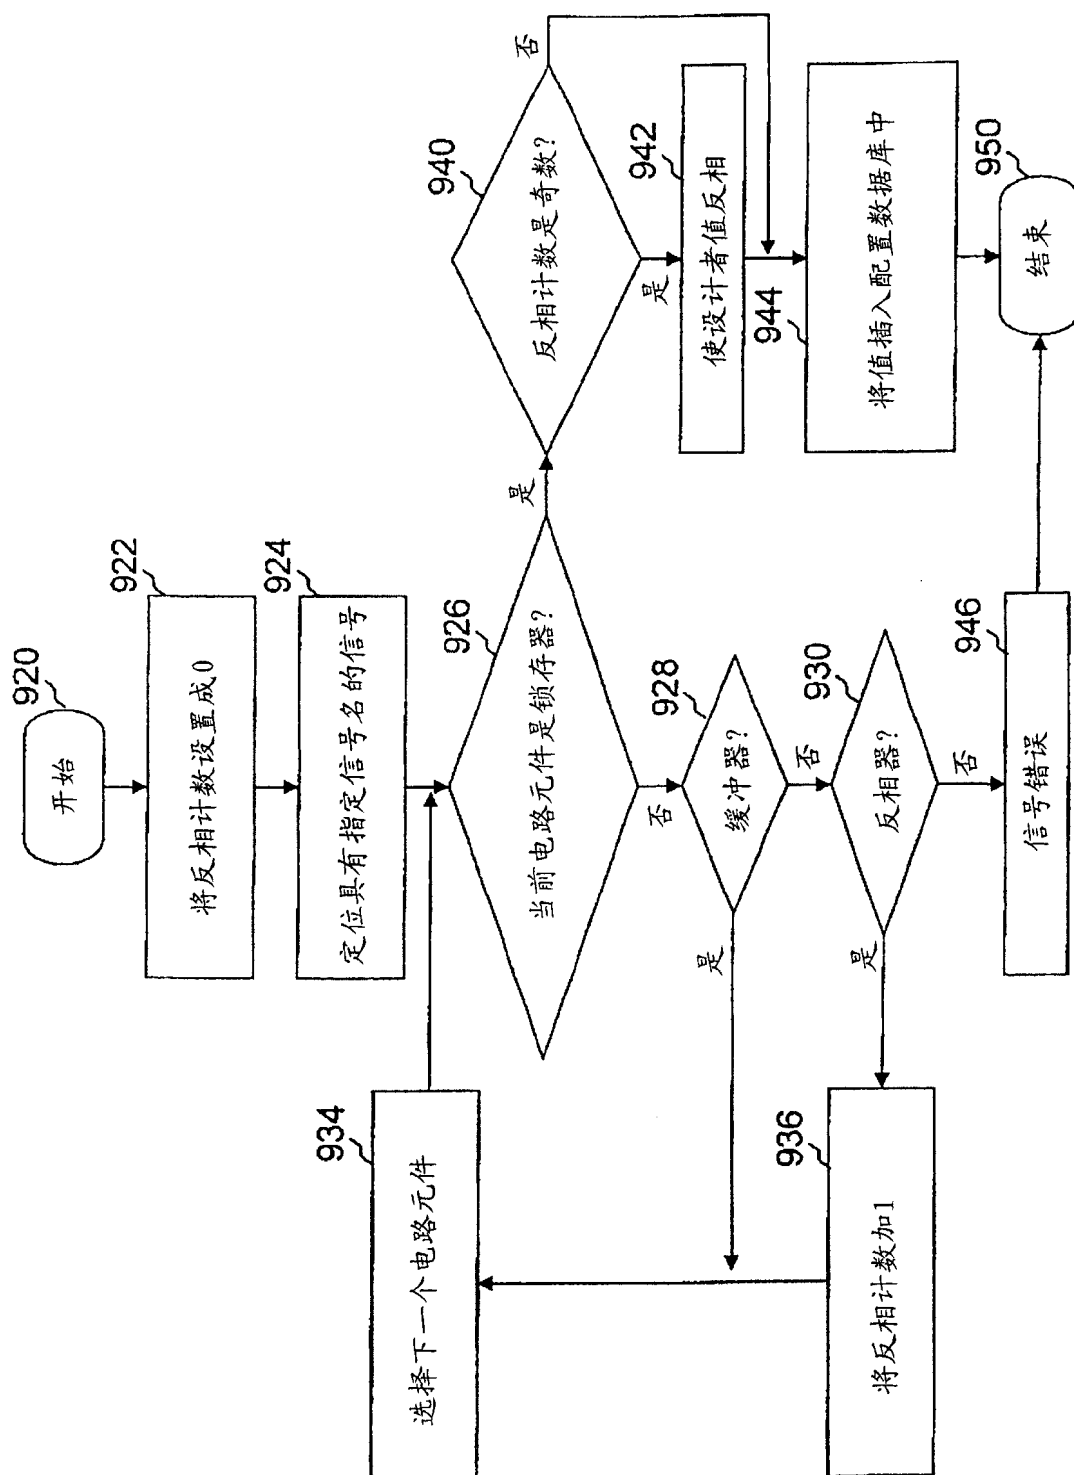 920
开始
922
将反相计数设置成0
924
定位具有指定信号名的信号
926
当前电路元件是锁存器?
是
否
928
缓冲器?
是
否
930
反相器?
是
否
934
选择下一个电路元件
936
将反相计数加1
940
反相计数是奇数?
否
是
942
使设计者值反相
944
将值插入配置数据库中
946
信号错误
950
结束